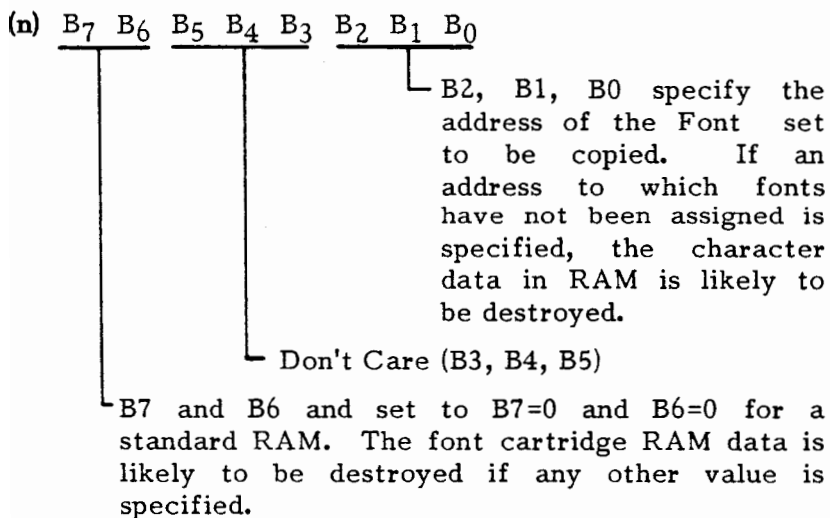 (n) B7 B6 B5 B4 B3 B2 B1 B0
B2, B1, B0 specify the
address of the Font set
to be copied. If an
address to which fonts
have not been assigned is
specified, the character
data in RAM is likely to
be destroyed.
Don't Care (B3, B4, B5)
B7 and B6 and set to B7=0 and B6=0 for a
standard RAM. The font cartridge RAM data is
likely to be destroyed if any other value is
specified.